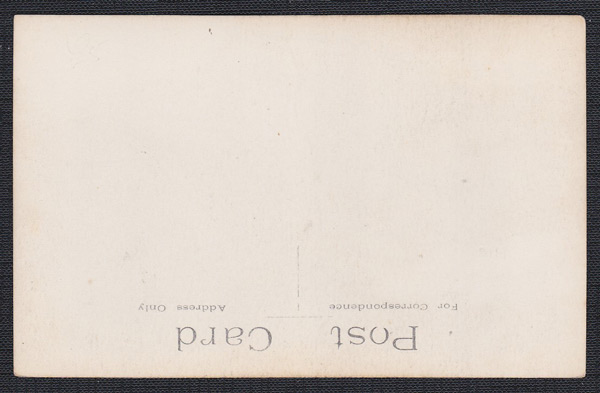 Post Card
For Correspondence Address Only